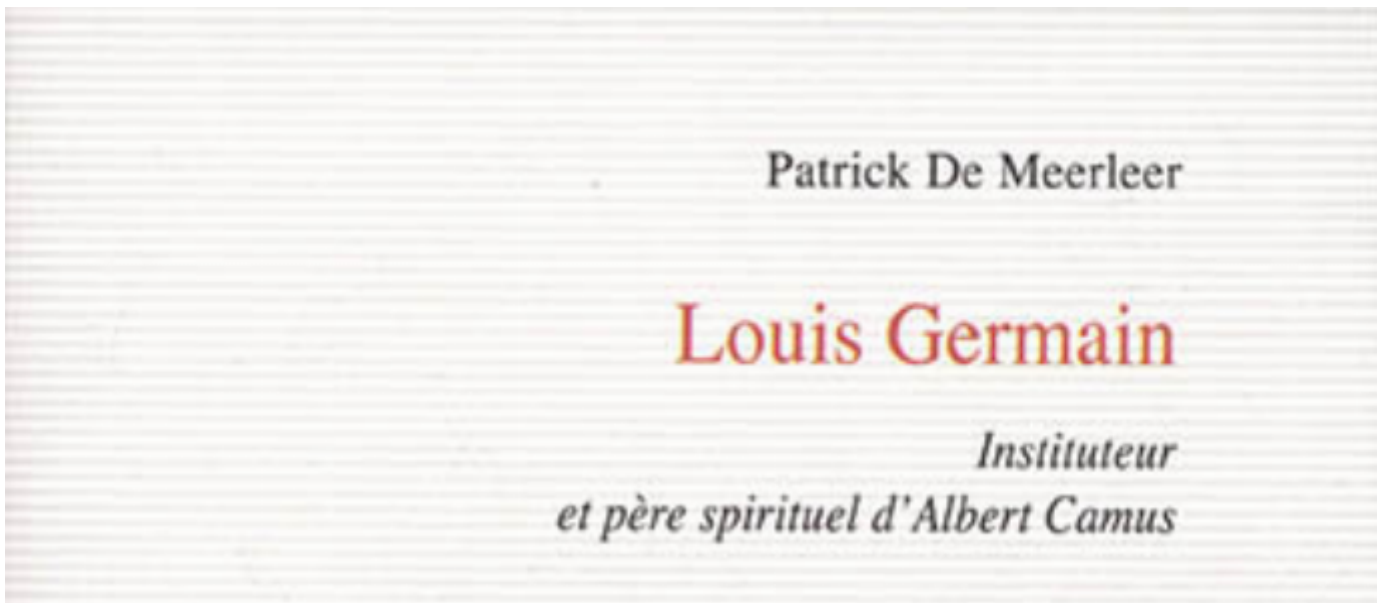 Patrick De Meerleer
Louis Germain
Instituteur
et père spirituel d'Albert Camus